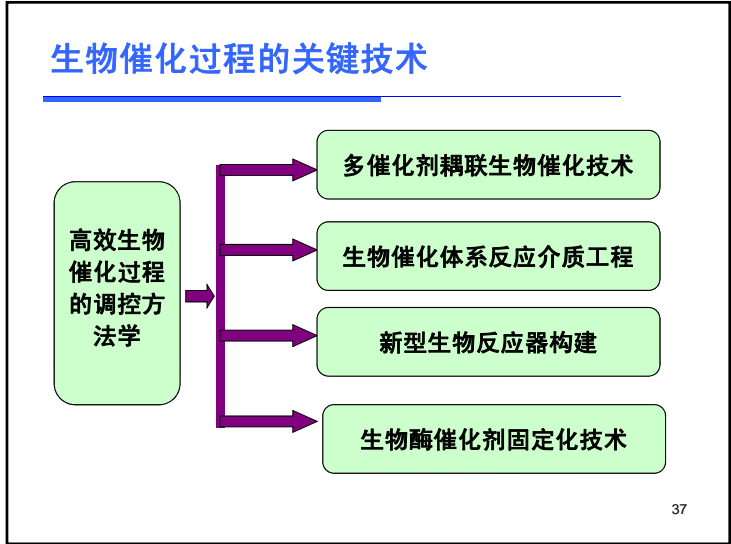 生物催化过程的关键技术
高效生物
催化过程
的调控方
法学
多催化剂耦联生物催化技术
生物催化体系反应介质工程
新型生物反应器构建
生物酶催化剂固定化技术
37